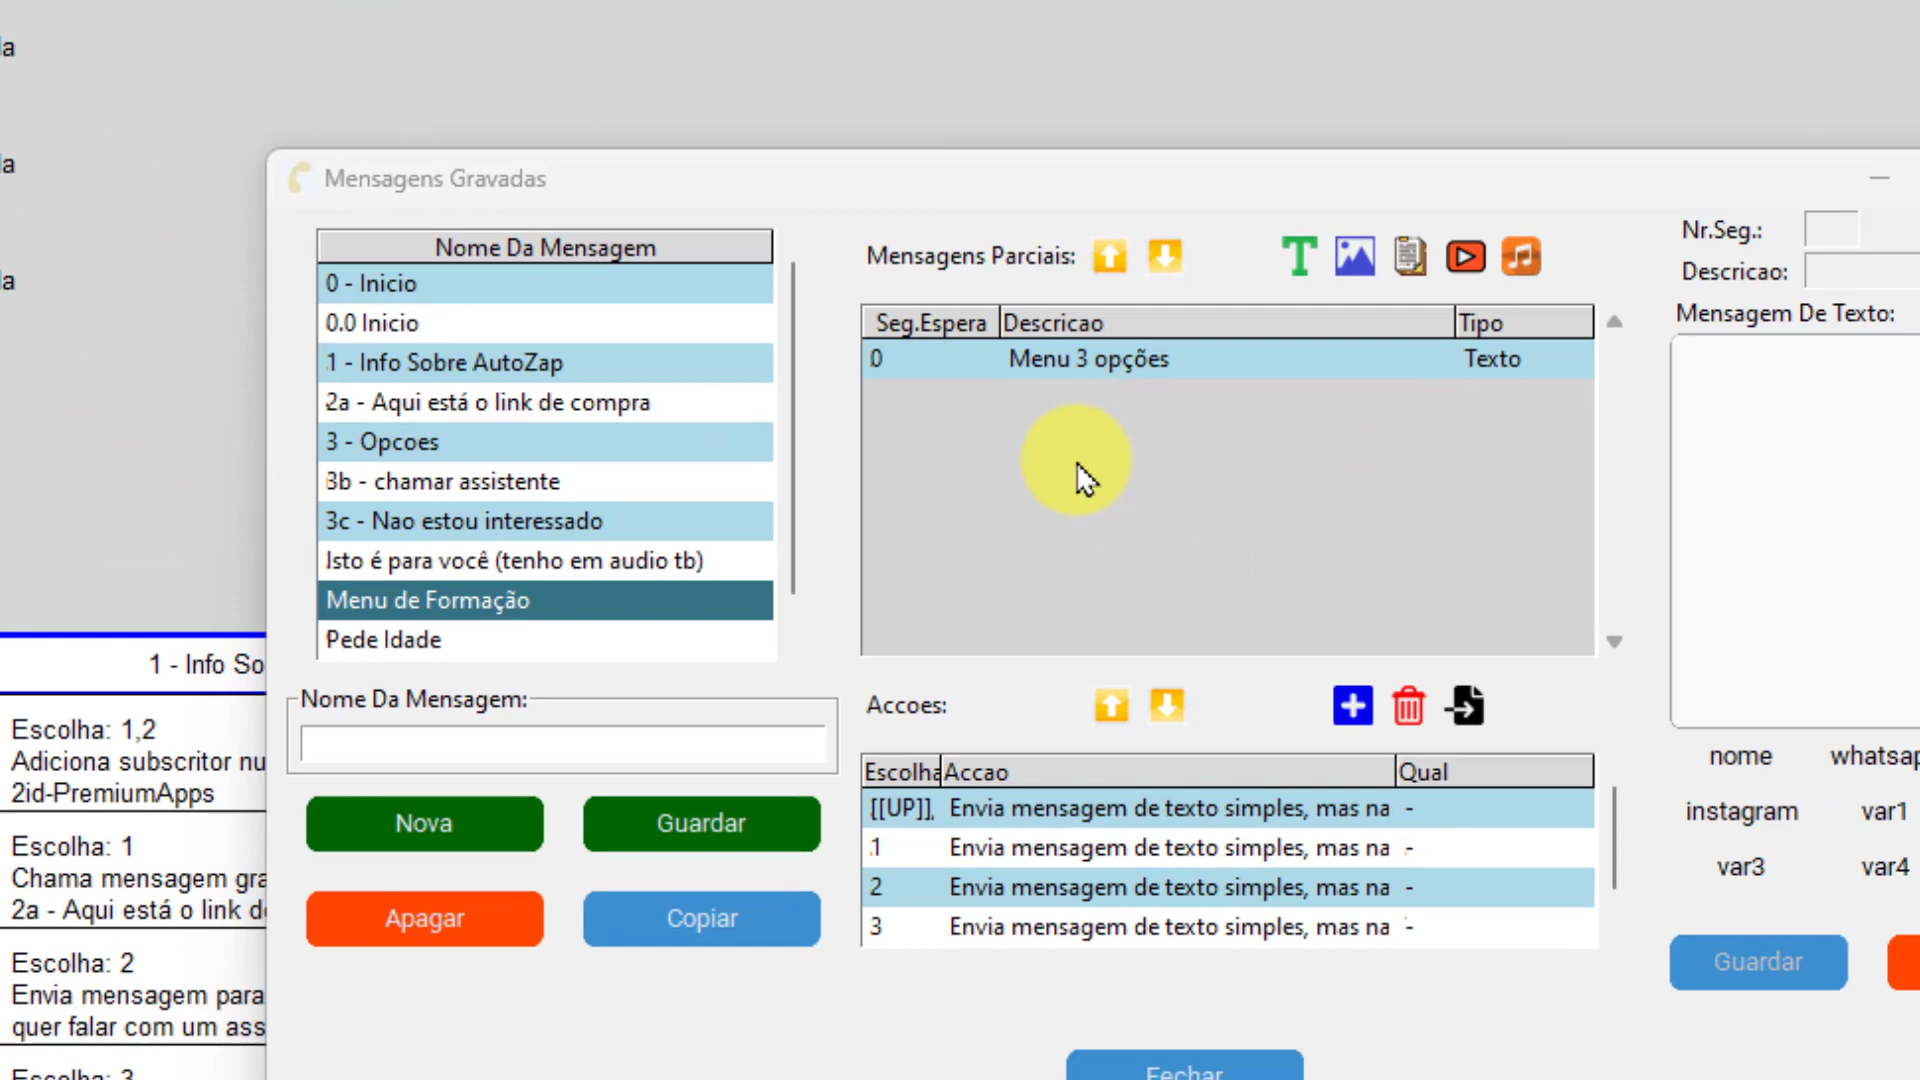 la
la
la
Mensagens Gravadas
Nome Da Mensagem
0 - Inicio
0.0 Inicio
1 - Info Sobre AutoZap
2a - Aqui está o link de compra
3 - Opcoes
3b - chamar assistente
3c - Nao estou interessado
Isto é para você (tenho em audio tb)
Menu de Formação
Pede Idade
Nome Da Mensagem:
Nova
Guardar
Apagar
Copiar
Mensagens Parciais:
Seg.Espera Descricao Tipo
0 Menu 3 opções Texto
Accoes:
Escolha Accao Qual
[[UP]], Envia mensagem de texto simples, mas na -
1 Envia mensagem de texto simples, mas na -
2 Envia mensagem de texto simples, mas na -
3 Envia mensagem de texto simples, mas na -
Fechar
Nr.Seg.:
Descricao:
Mensagem De Texto:
nome whatsap
instagram var1
var3 var4
Guardar
1 - Info So
Escolha: 1,2
Adiciona subscritor nu
2id-PremiumApps
Escolha: 1
Chama mensagem gra
2a - Aqui está o link d
Escolha: 2
Envia mensagem para
quer falar com um ass
Escolha: 3